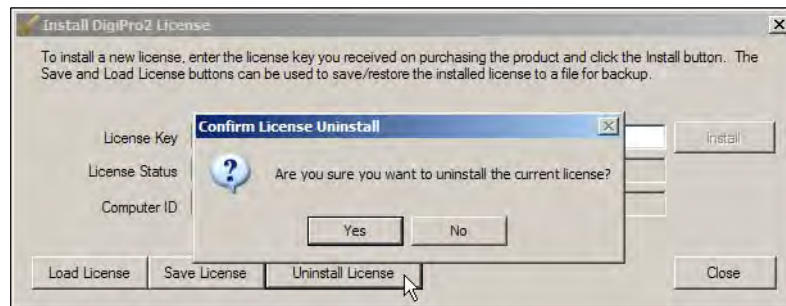 Install DigiPro2 License
To install a new license, enter the license key you received on purchasing the product and click the Install button. The
Save and Load License buttons can be used to save/restore the installed license to a file for backup.
Confirm License Uninstall
License Key
Install
License Status
Are you sure you want to uninstall the current license?
Computer ID
Yes
No
Load License
Save License
Uninstall License
Close